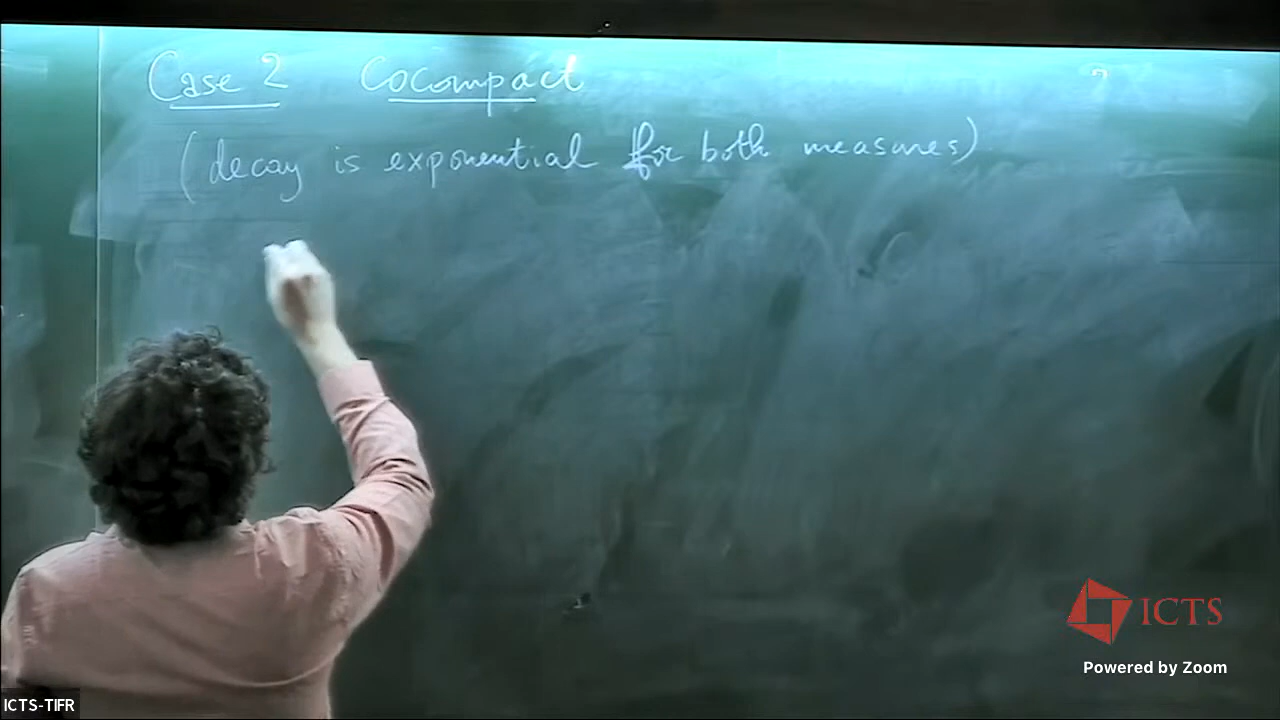 Case 2 Cocompact
(decay is exponential for both measures)
ICTS
Powered by Zoom
ICTS-TIFR